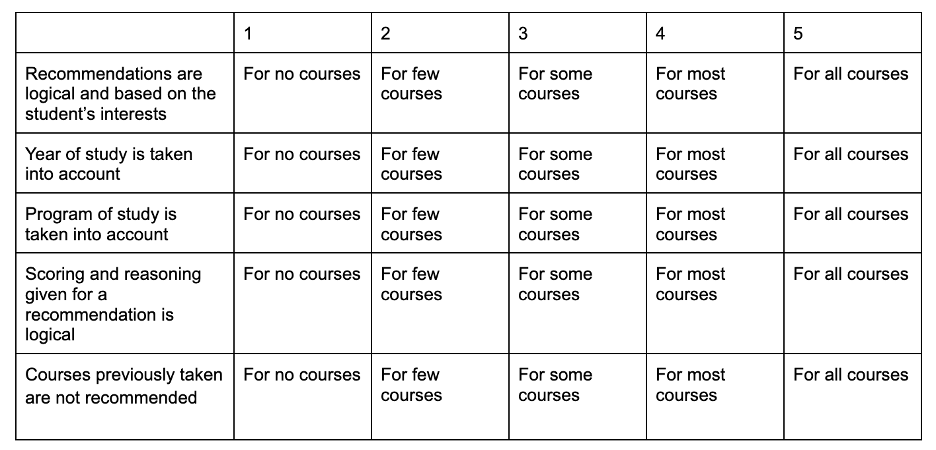 1 2 3 4 5
Recommendations are logical and based on the student's interests For no courses For few courses For some courses For most courses For all courses
Year of study is taken into account For no courses For few courses For some courses For most courses For all courses
Program of study is taken into account For no courses For few courses For some courses For most courses For all courses
Scoring and reasoning given for a recommendation is logical For no courses For few courses For some courses For most courses For all courses
Courses previously taken are not recommended For no courses For few courses For some courses For most courses For all courses